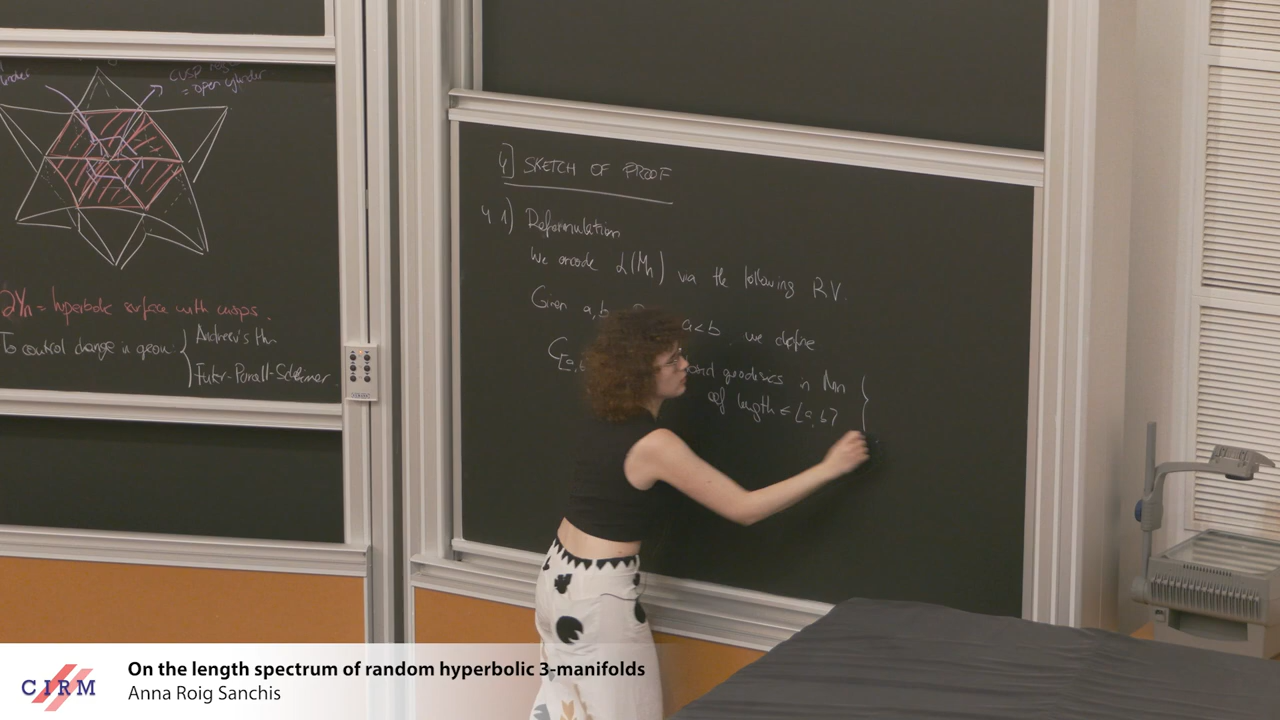 cusp
= open cylinder
∂Yn = hyperbolic surface with cusps.
To control change in geom: { Andreev's thm
Futer-Purcell-Schleimer
4] SKETCH OF PROOF
4.1) Reformulation
We encode L(Mn) via the following RV.
Given a,b a<b, we define
C[a,b geodesics in Mn
of length ∈ [a,b] }
CIRM
On the length spectrum of random hyperbolic 3-manifolds
Anna Roig Sanchis